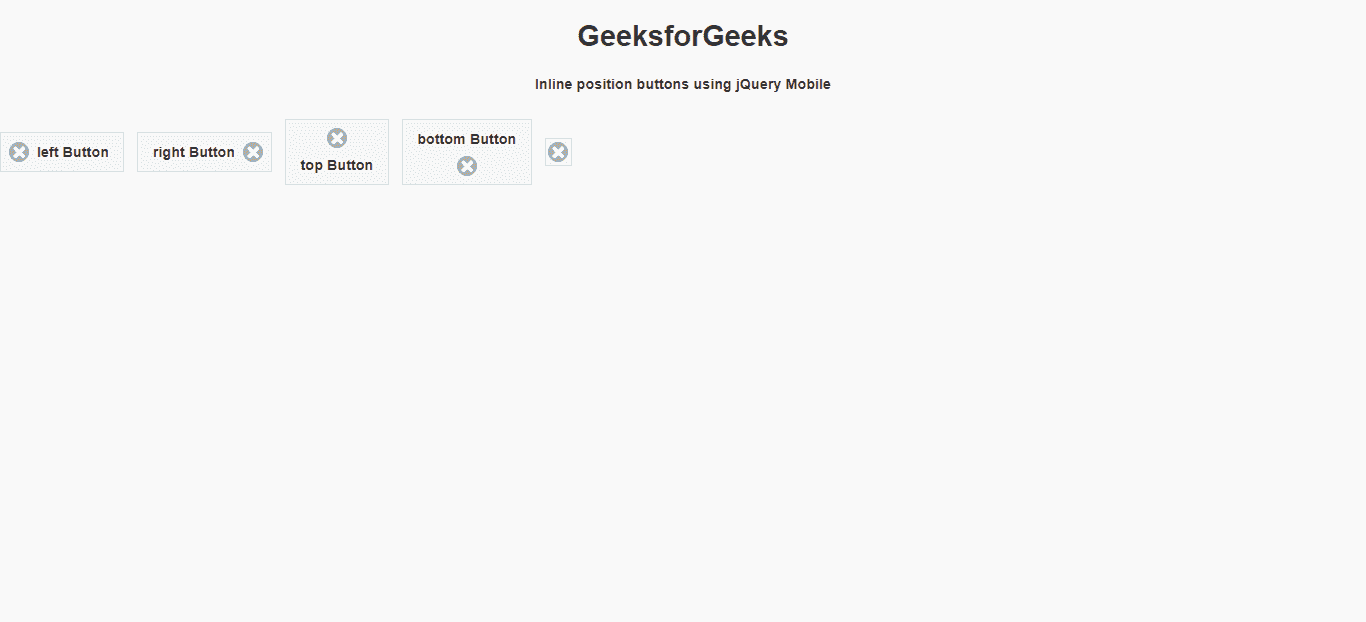 GeeksforGeeks
Inline position buttons using jQuery Mobile
left Button
right Button
top Button
bottom Button